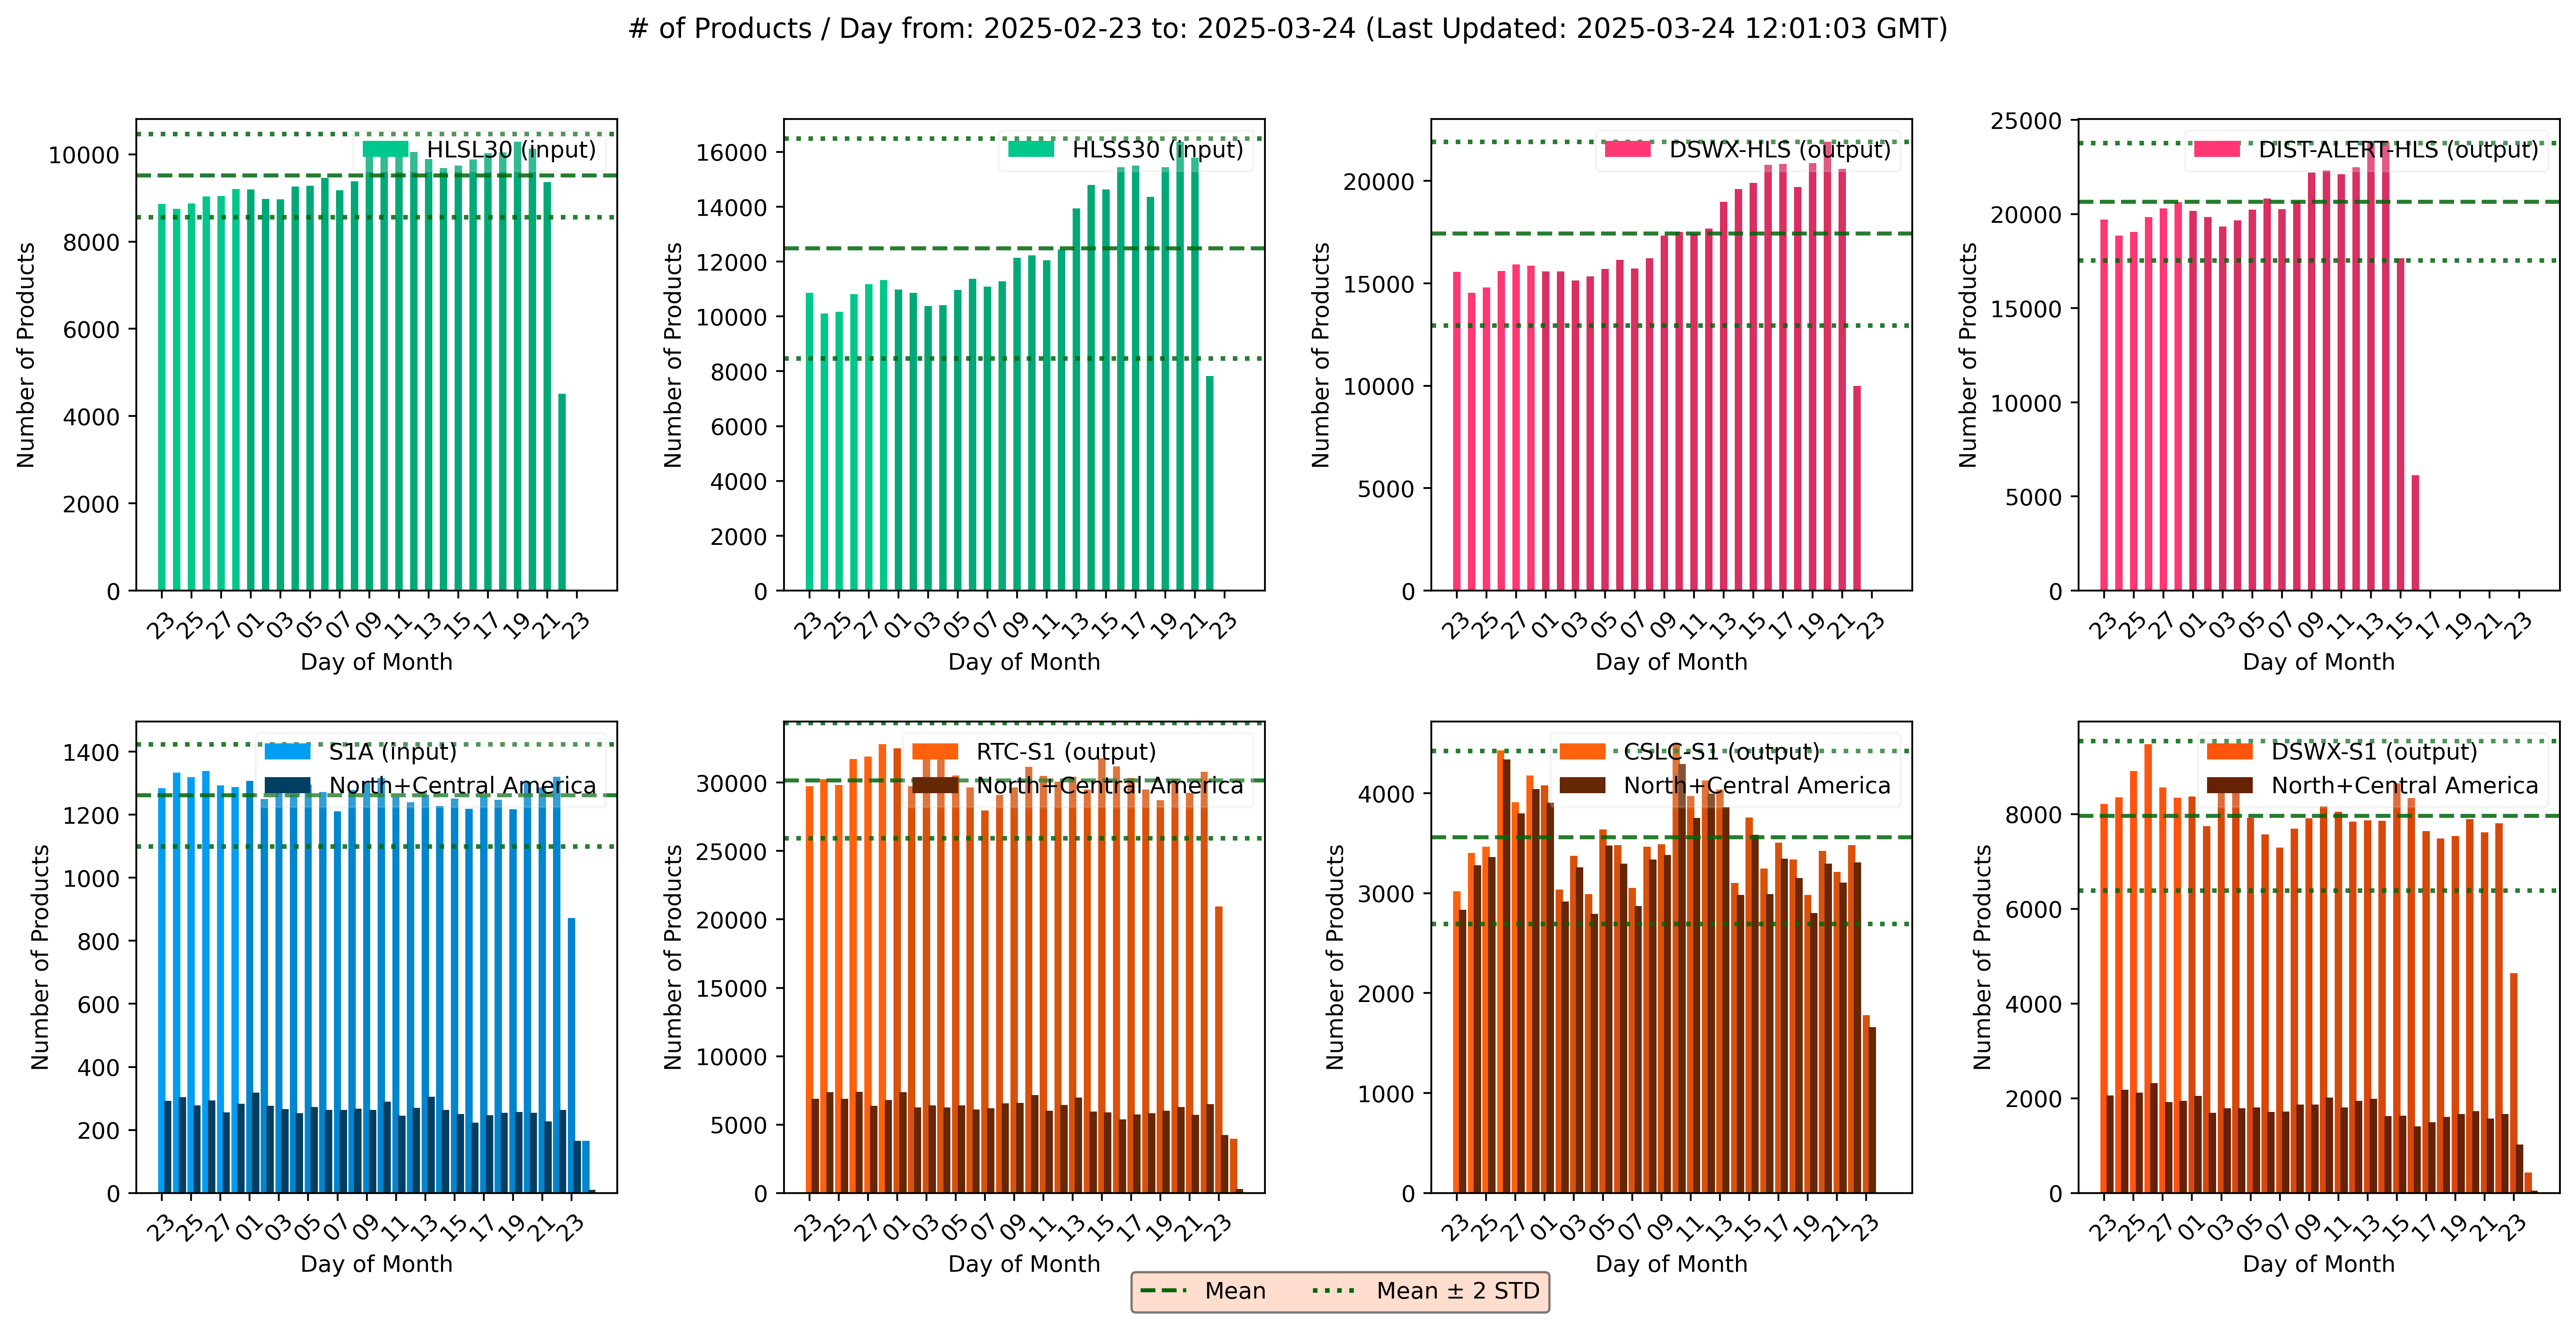 # of Products / Day from: 2025-02-23 to: 2025-03-24 (Last Updated: 2025-03-24 12:01:03 GMT)
HLSL30 (input)
Number of Products
10000
8000
6000
4000
2000
0
23 25 27 01 03 05 07 09 11 13 15 17 19 21 23
Day of Month
HLSS30 (input)
Number of Products
16000
14000
12000
10000
8000
6000
4000
2000
0
23 25 27 01 03 05 07 09 11 13 15 17 19 21 23
Day of Month
DSWX-HLS (output)
Number of Products
20000
15000
10000
5000
0
23 25 27 01 03 05 07 09 11 13 15 17 19 21 23
Day of Month
DIST-ALERT-HLS (output)
Number of Products
25000
20000
15000
10000
5000
0
23 25 27 01 03 05 07 09 11 13 15 17 19 21 23
Day of Month
S1A (input)
North+Central America
Number of Products
1400
1200
1000
800
600
400
200
0
23 25 27 01 03 05 07 09 11 13 15 17 19 21 23
Day of Month
RTC-S1 (output)
North+Central America
Number of Products
30000
25000
20000
15000
10000
5000
0
23 25 27 01 03 05 07 09 11 13 15 17 19 21 23
Day of Month
CSLC-S1 (output)
North+Central America
Number of Products
4000
3000
2000
1000
0
23 25 27 01 03 05 07 09 11 13 15 17 19 21 23
Day of Month
DSWX-S1 (output)
North+Central America
Number of Products
8000
6000
4000
2000
0
23 25 27 01 03 05 07 09 11 13 15 17 19 21 23
Day of Month
Mean
Mean ± 2 STD